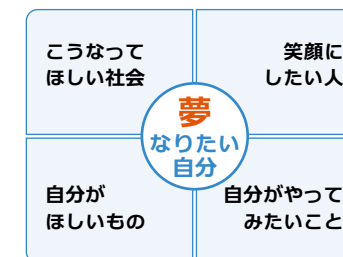 こうなって
ほしい社会
笑顔に
したい人
夢
なりたい
自分
自分が
ほしいもの
自分がやって
みたいこと